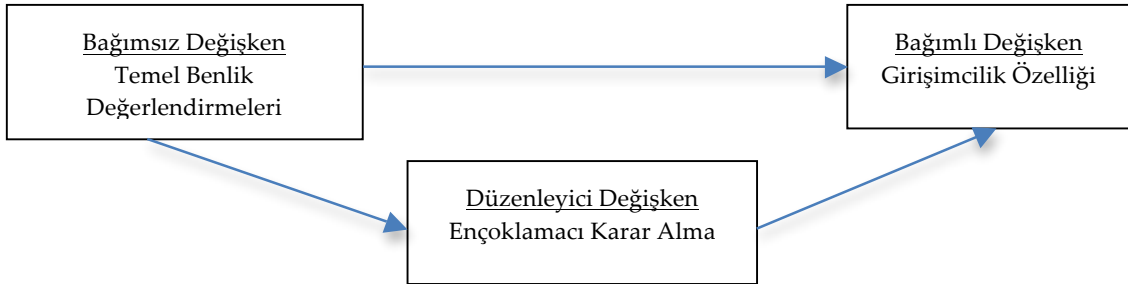 Bağımsız Değişken
Temel Benlik
Değerlendirmeleri
Bağımlı Değişken
Girişimcilik Özelliği
Düzenleyici Değişken
Ençoklamacı Karar Alma